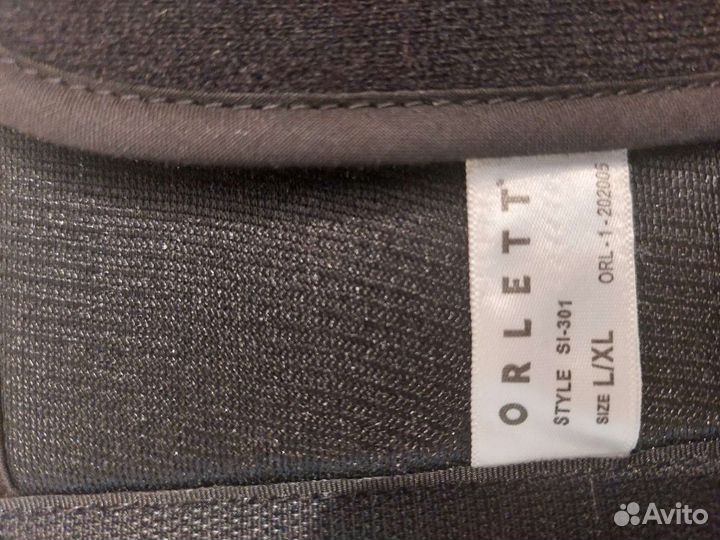 ORLETT®
STYLE SI-301
SIZE L/XL ORL - 1 - 202005
Avito